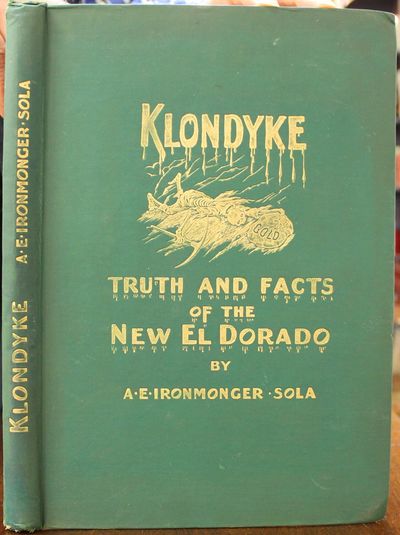 KLONDYKE
GOLD
TRUTH AND FACTS
OF THE
NEW EL DORADO
BY
A·E·IRONMONGER·SOLA
KLONDYKE A·E·IRONMONGER·SOLA